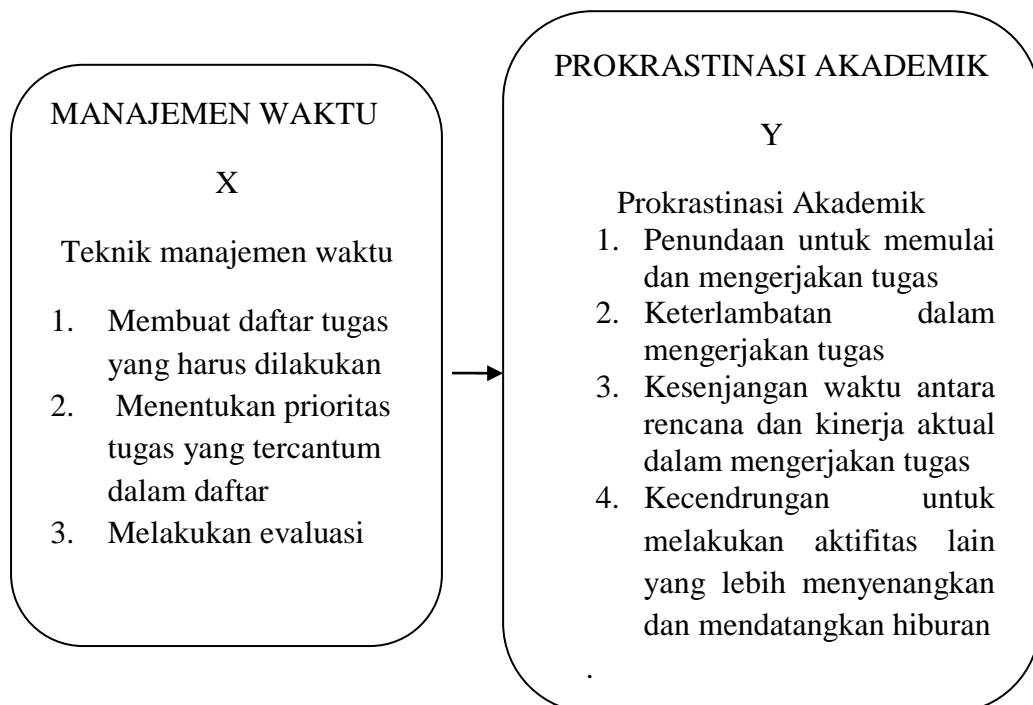 MANAJEMEN WAKTU
X
Teknik manajemen waktu
1. Membuat daftar tugas
yang harus dilakukan
2. Menentukan prioritas
tugas yang tercantum
dalam daftar
3. Melakukan evaluasi
PROKRASTINASI AKADEMIK
Y
Prokrastinasi Akademik
1. Penundaan untuk memulai
dan mengerjakan tugas
2. Keterlambatan dalam
mengerjakan tugas
3. Kesenjangan waktu antara
rencana dan kinerja aktual
dalam mengerjakan tugas
4. Kecendrungan untuk
melakukan aktifitas lain
yang lebih menyenangkan
dan mendatangkan hiburan
.